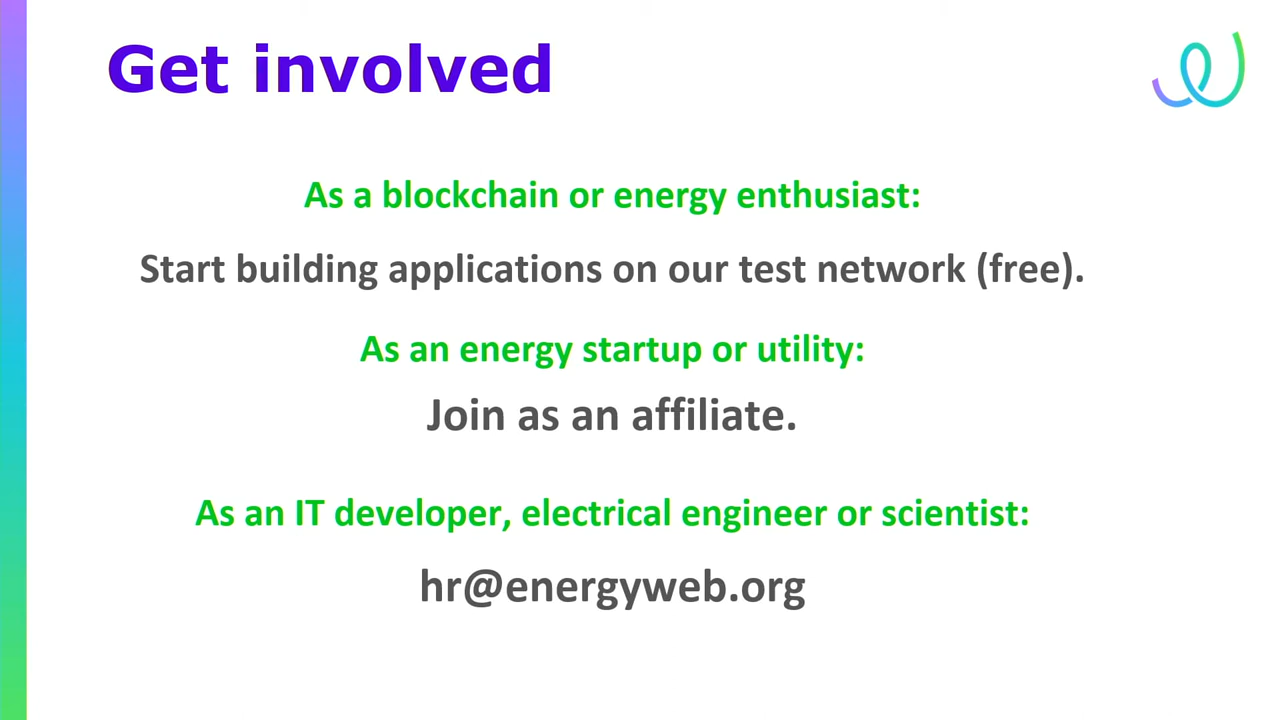 Get involved
As a blockchain or energy enthusiast:
Start building applications on our test network (free).
As an energy startup or utility:
Join as an affiliate.
As an IT developer, electrical engineer or scientist:
hr@energyweb.org